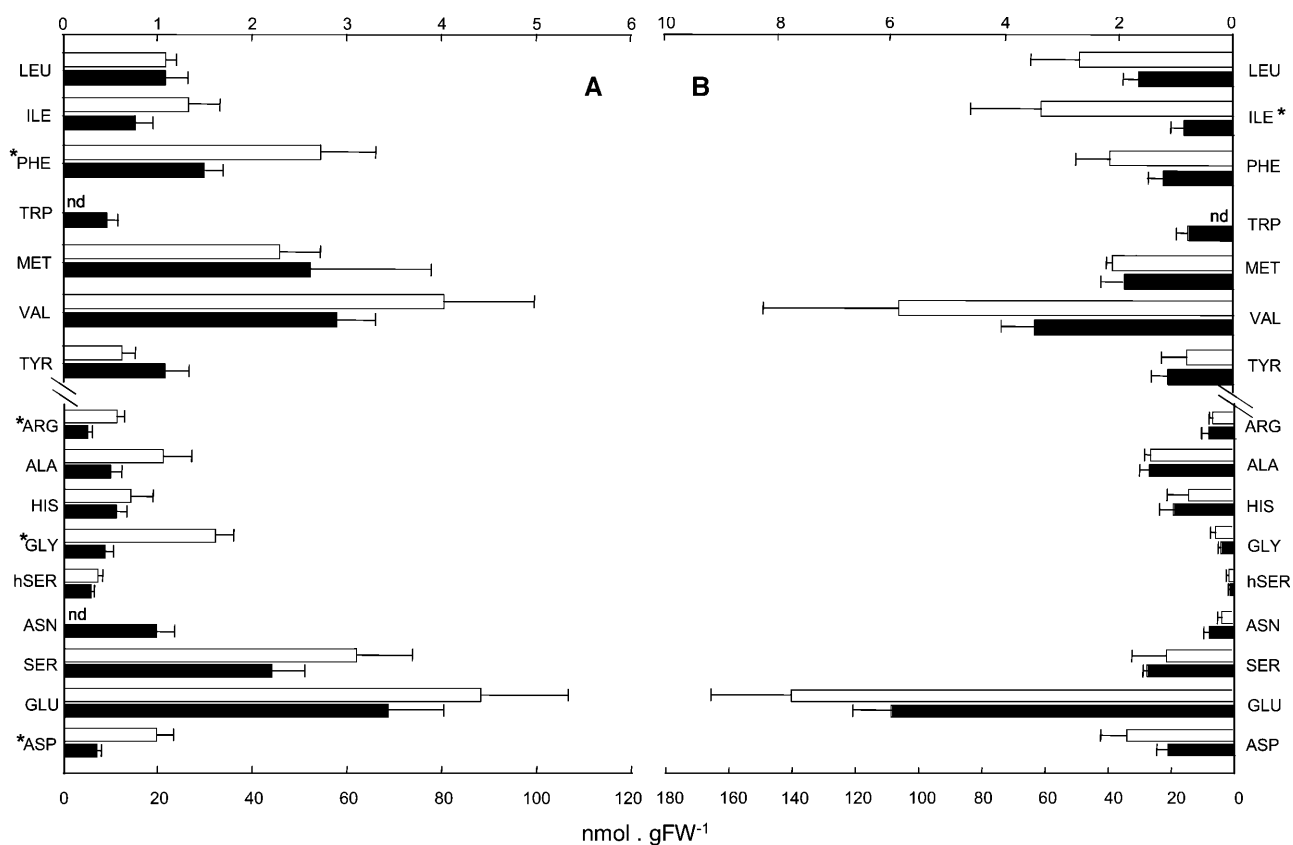 0 1 2 3 4 5 6
10 8 6 4 2 0
A B
LEU LEU
ILE ILE *
*PHE PHE
nd
TRP
nd
TRP
MET MET
VAL VAL
TYR TYR
*ARG ARG
ALA ALA
HIS HIS
*GLY GLY
hSER hSER
nd
ASN ASN
SER SER
GLU GLU
*ASP ASP
0 20 40 60 80 100 120
180 160 140 120 100 80 60 40 20 0
nmol . gFW-1